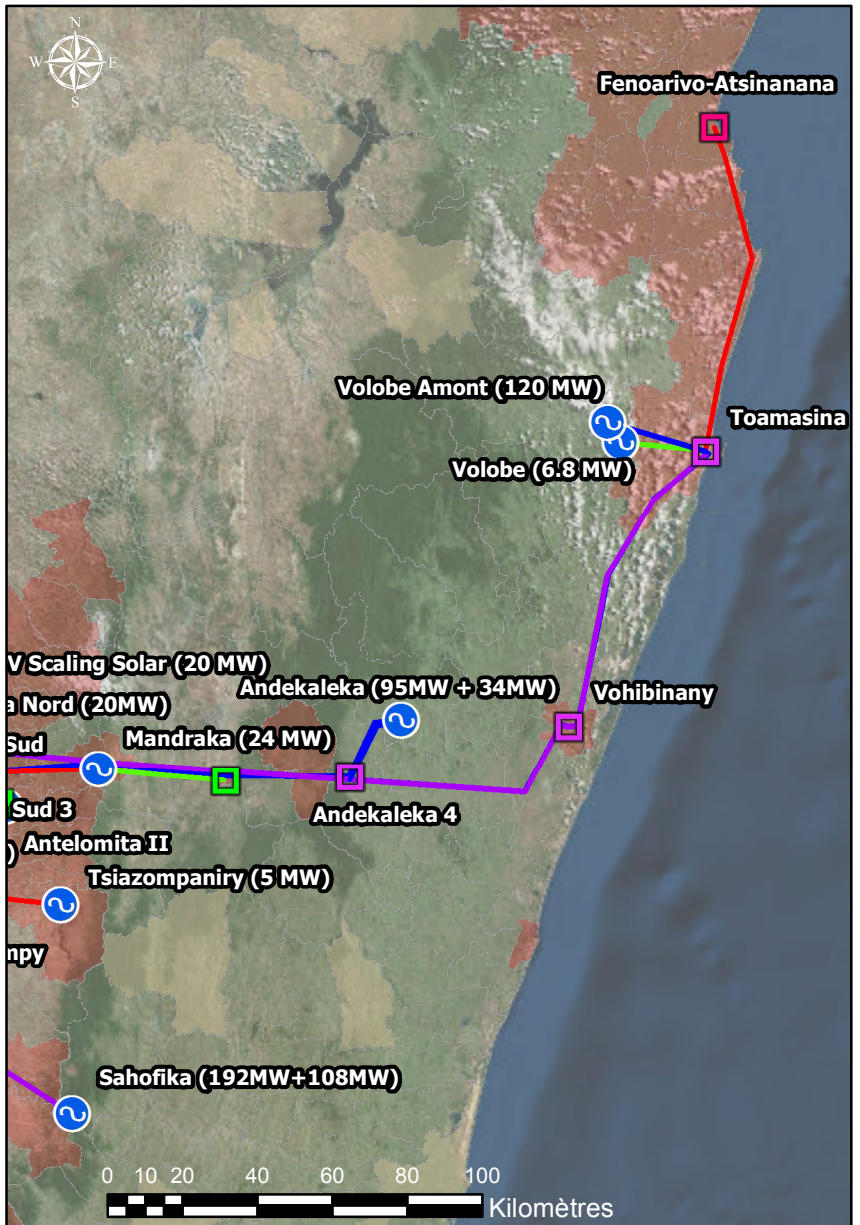 N
W E
S
Fenoarivo-Atsinanana
Volobe Amont (120 MW)
Toamasina
Volobe (6.8 MW)
V Scaling Solar (20 MW)
Andekaleka (95MW + 34MW)
Vohibinany
a Nord (20MW)
Sud
Mandraka (24 MW)
Sud 3
Andekaleka 4
) Antelomita II
Tsiazompaniry (5 MW)
mpy
Sahofika (192MW+108MW)
0 10 20 40 60 80 100
Kilomètres